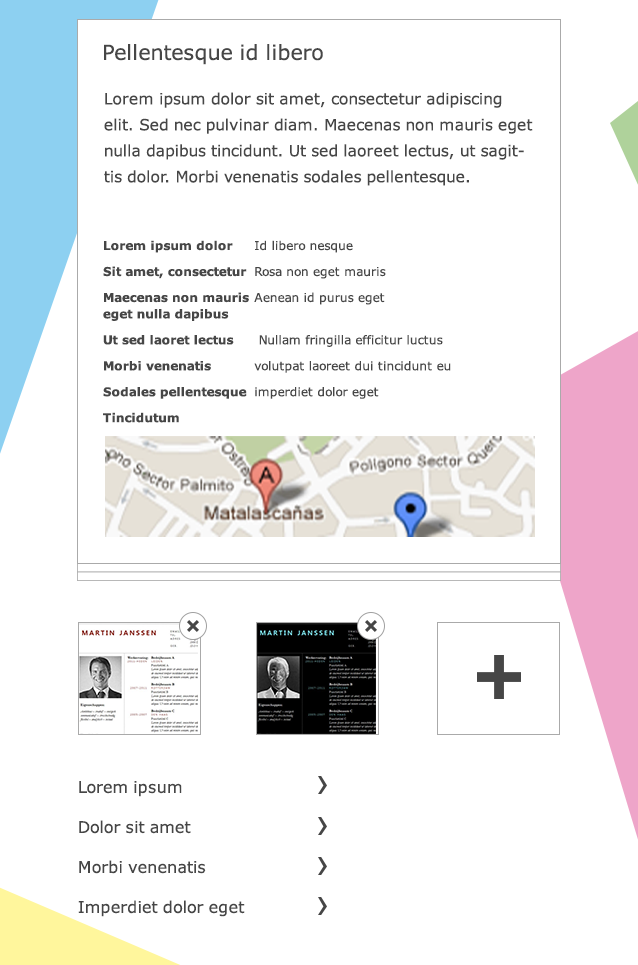 Pellentesque id libero
Lorem ipsum dolor sit amet, consectetur adipiscing
elit. Sed nec pulvinar diam. Maecenas non mauris eget
nulla dapibus tincidunt. Ut sed laoreet lectus, ut sagit-
tis dolor. Morbi venenatis sodales pellentesque.
Lorem ipsum dolor Id libero nesque
Sit amet, consectetur Rosa non eget mauris
Maecenas non mauris Aenean id purus eget
eget nulla dapibus
Ut sed laoret lectus Nullam fringilla efficitur luctus
Morbi venenatis volutpat laoreet dui tincidunt eu
Sodales pellentesque imperdiet dolor eget
Tincidutum
Sector Palmito
A
Poligono Sector
Matalascañas
MARTIN JANSSEN
MARTIN JANSSEN
Lorem ipsum
Dolor sit amet
Morbi venenatis
Imperdiet dolor eget